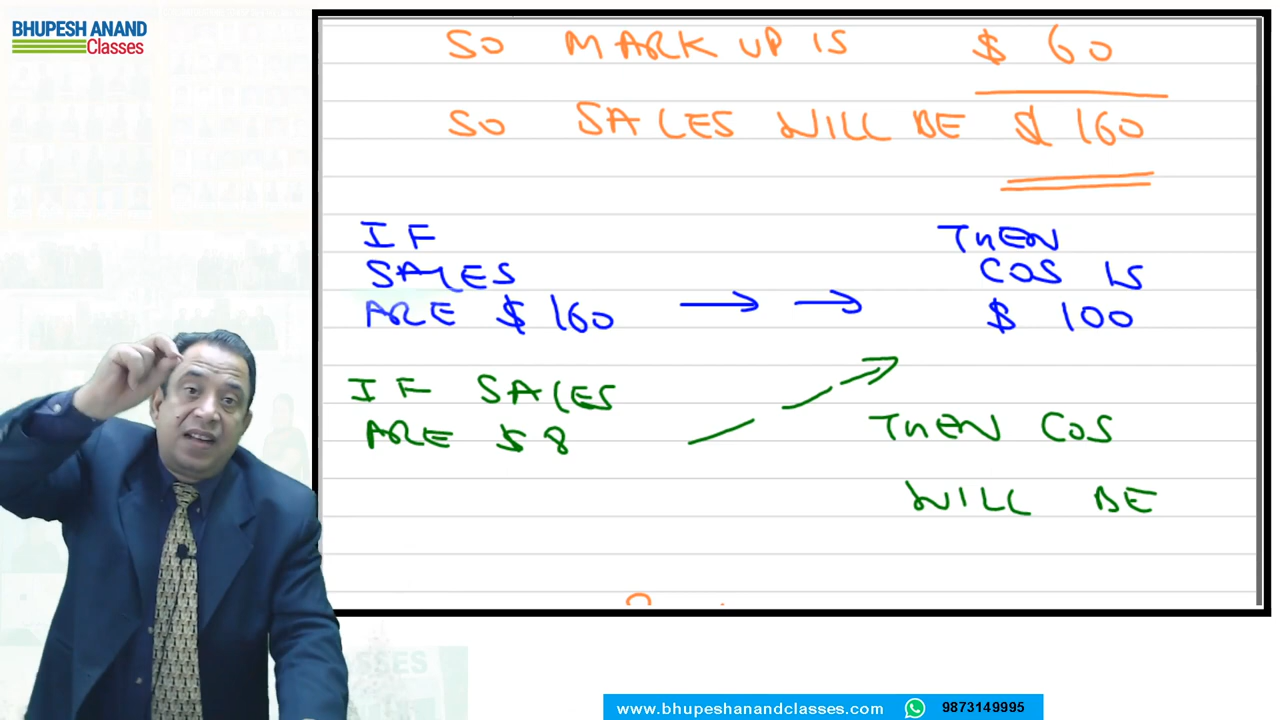 BHUPESH ANAND
Classes
SO MARK UP IS $ 60
SO SALES WILL BE $ 160
IF THEN
SALES COS IS
ARE $ 160 → → $ 100
IF SALES
ARE $ 8 THEN COS
WILL BE
www.bhupeshanandclasses.com 9873149995